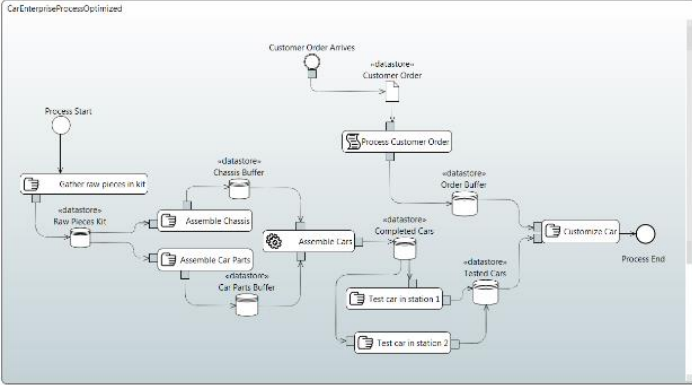 CarEnterpriseProcessOptimized
Customer Order Arrives
«datastore»
Customer Order
Process Start
Process Customer Order
Gather raw pieces in kit
«datastore»
Chassis Buffer
«datastore»
Order Buffer
«datastore»
Raw Pieces Kit
Assemble Chassis
«datastore»
Completed Cars
Customize Car
Assemble Cars
Assemble Car Parts
Process End
«datastore»
Tested Cars
«datastore»
Car Parts Buffer
Test car in station 1
Test car in station 2